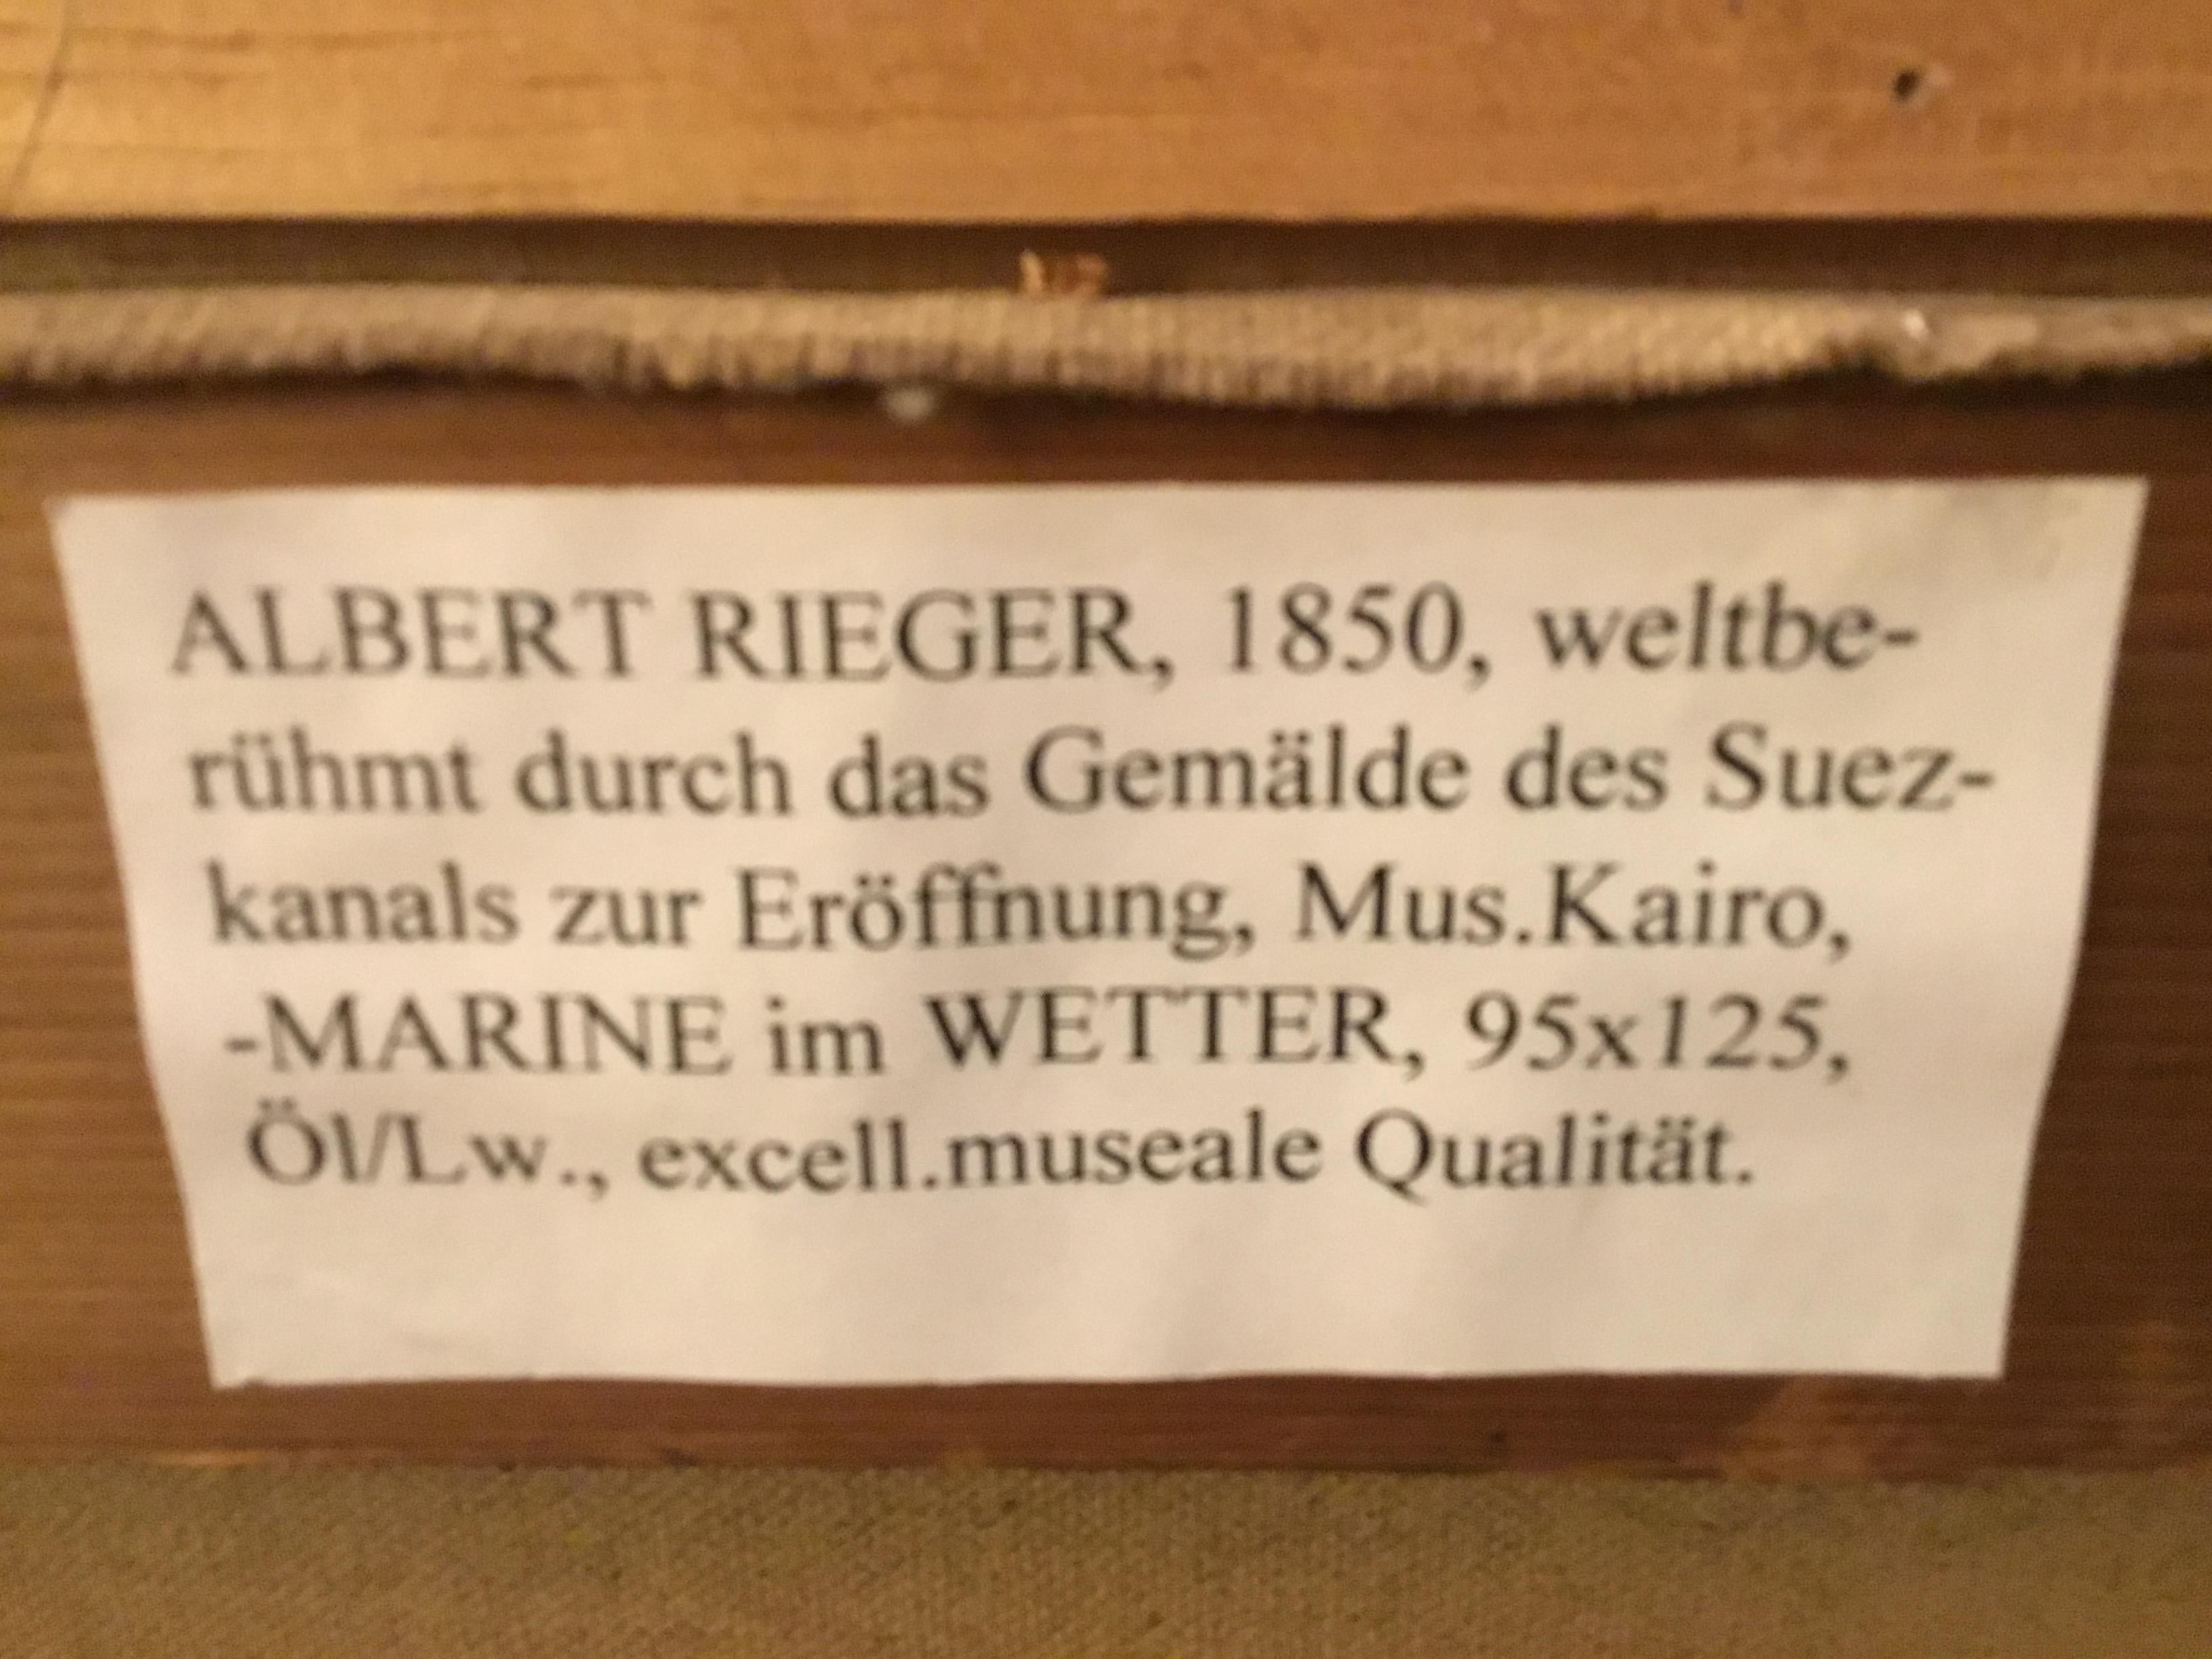 ALBERT RIEGER, 1850, weltbe-
rühmt durch das Gemälde des Suez-
kanals zur Eröffnung, Mus.Kairo,
-MARINE im WETTER, 95x125,
Öl/Lw., excell.museale Qualität.